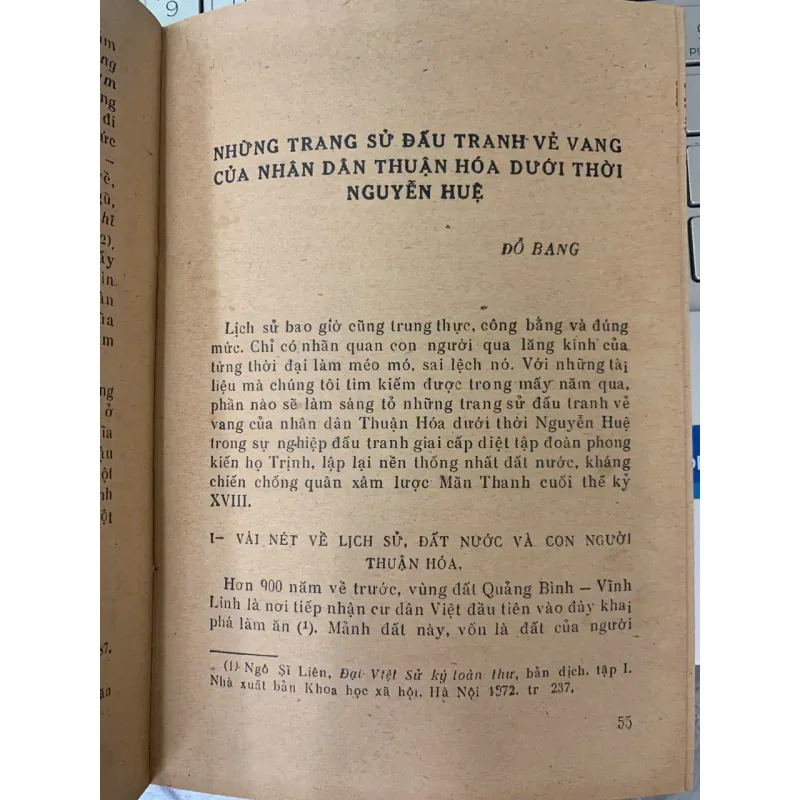 NHỮNG TRANG SỬ ĐẤU TRANH VẺ VANG
CỦA NHÂN DÂN THUẬN HÓA DƯỚI THỜI
NGUYỄN HUỆ
ĐỖ BANG
Lịch sử bao giờ cũng trung thực, công bằng và đúng
mức. Chỉ có nhãn quan con người qua lăng kính của
từng thời đại làm méo mó, sai lệch nó. Với những tài
liệu mà chúng tôi tìm kiếm được trong mấy năm qua,
phần nào sẽ làm sáng tỏ những trang sử đấu tranh vẻ
vang của nhân dân Thuận Hóa dưới thời Nguyễn Huệ
trong sự nghiệp đấu tranh giai cấp diệt tập đoàn phong
kiến họ Trịnh, lập lại nền thống nhất đất nước, kháng
chiến chống quân xâm lược Mãn Thanh cuối thế kỷ
XVIII.
I- VÀI NÉT VỀ LỊCH SỬ, ĐẤT NƯỚC VÀ CON NGƯỜI
THUẬN HÓA.
Hơn 900 năm về trước, vùng đất Quảng Bình – Vĩnh
Linh là nơi tiếp nhận cư dân Việt đầu tiên vào đây khai
phá làm ăn (1). Mảnh đất này, vốn là đất của người
(1) Ngô Sĩ Liên, Đại Việt Sử ký toàn thư, bản dịch. tập I.
Nhà xuất bản Khoa học xã hội. Hà Nội 1972. tr 237.
55